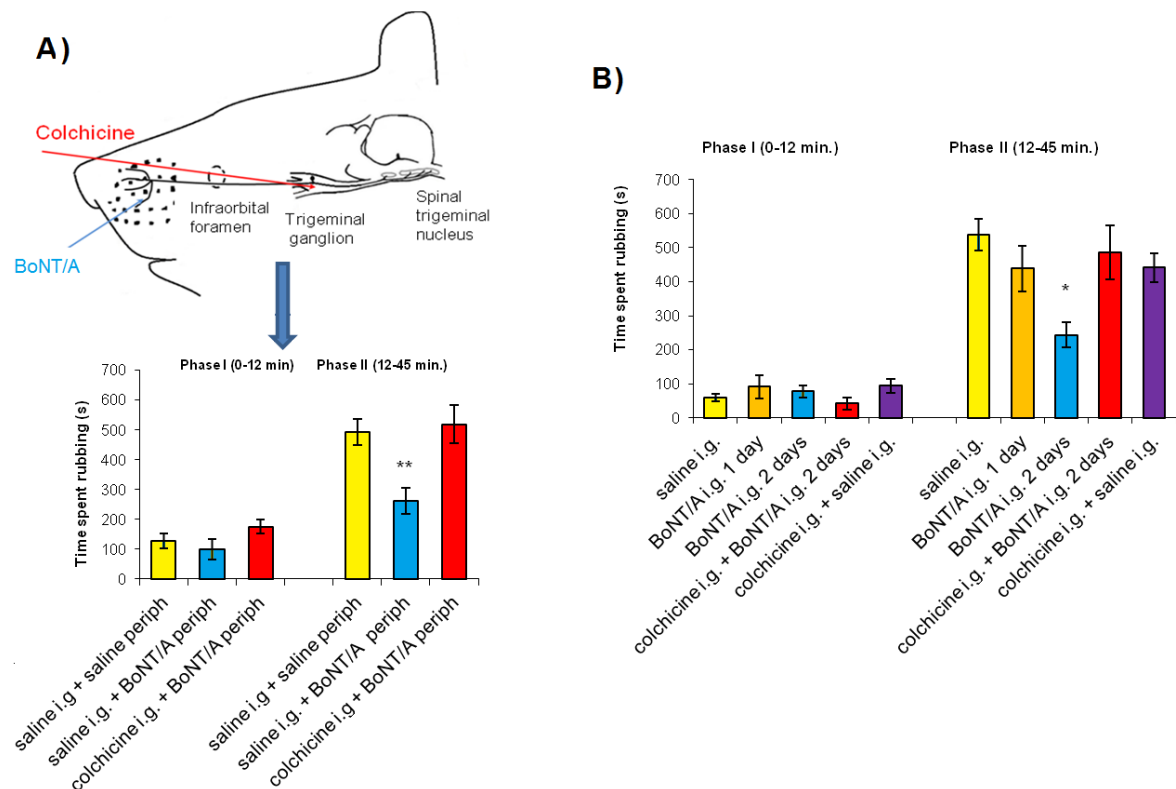 A)
Colchicine
Infraorbital
foramen
Trigeminal
ganglion
Spinal
trigeminal
nucleus
BoNT/A
Phase I (0-12 min)
Phase II (12-45 min.)
Time spent rubbing (s)
700
600
500
400
300
200
100
0
**
saline i.g + saline periph
saline i.g. + BoNT/A periph
colchicine i.g. + BoNT/A periph
saline i.g + saline periph
saline i.g. + BoNT/A periph
colchicine i.g + BoNT/A periph
B)
Phase I (0-12 min.)
Phase II (12-45 min.)
Time spent rubbing (s)
700
600
500
400
300
200
100
0
*
saline i.g.
BoNT/A i.g. 1 day
BoNT/A i.g. 2 days
colchicine i.g. + BoNT/A i.g. 2 days
colchicine i.g. + saline i.g.
saline i.g.
BoNT/A i.g. 1 day
BoNT/A i.g. 2 days
colchicine i.g. + BoNT/A i.g. 2 days
colchicine i.g. + saline i.g.